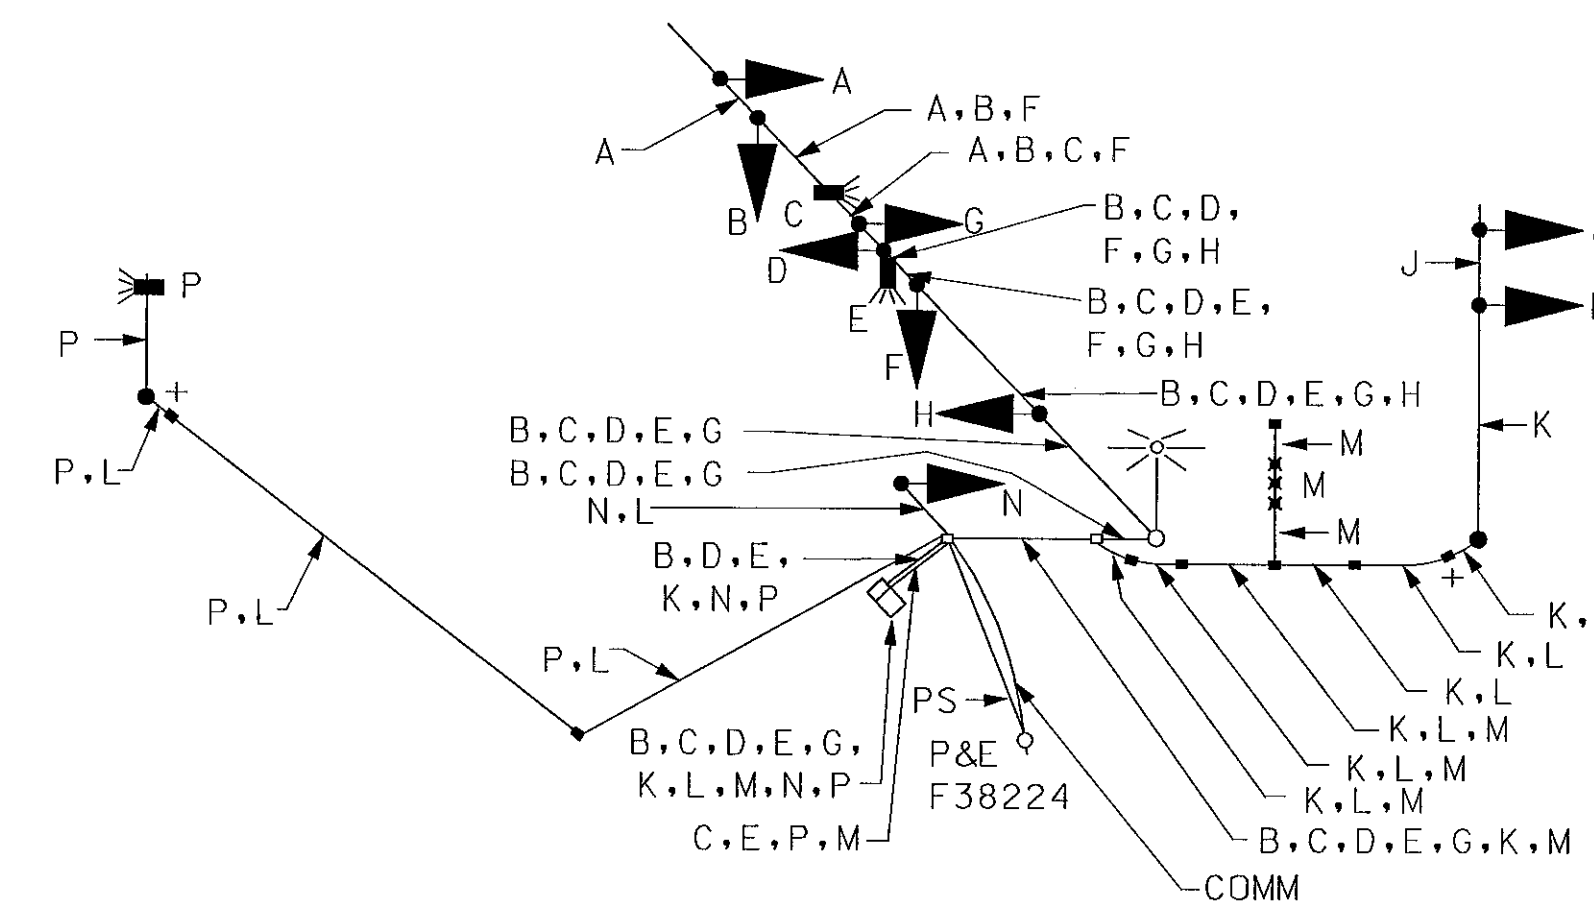 A
A,B,F
A
A,B,C,F
B
C
G
B,C,D,
F,G,H
D
J
P
E
B,C,D,E,
F,G,H
P
F
B,C,D,E,G,H
H
B,C,D,E,G
K
M
P,L
B,C,D,E,G
M
N
N,L
M
B,D,E,
K,N,P
P,L
K,
K,L
P,L
K,L
PS
K,L,M
B,C,D,E,G,
K,L,M,N,P
P&E
F38224
K,L,M
K,L,M
C,E,P,M
B,C,D,E,G,K,M
COMM